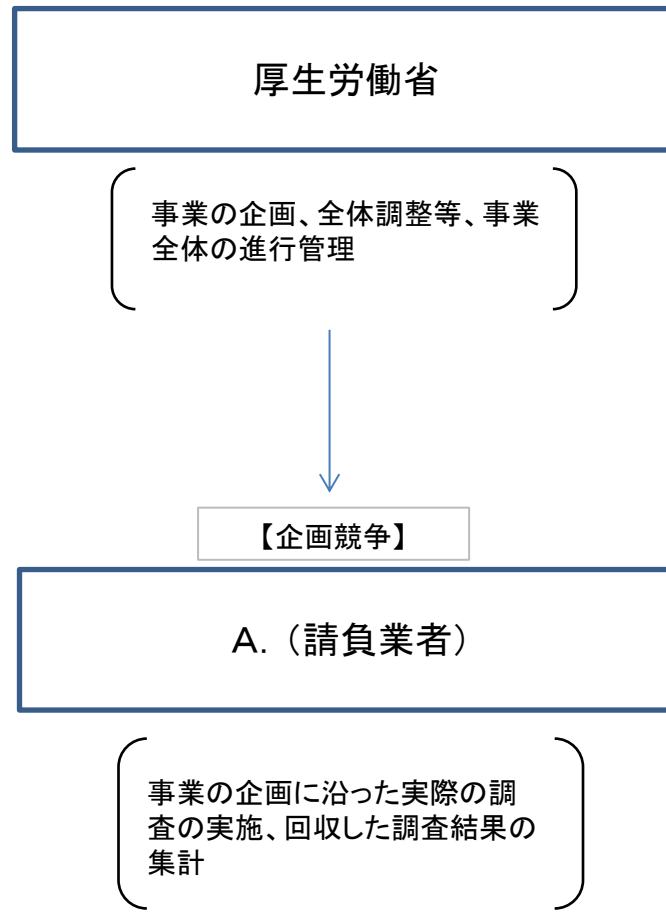 厚生労働省
事業の企画、全体調整等、事業
全体の進行管理
【企画競争】
A.（請負業者）
事業の企画に沿った実際の調
査の実施、回収した調査結果の
集計